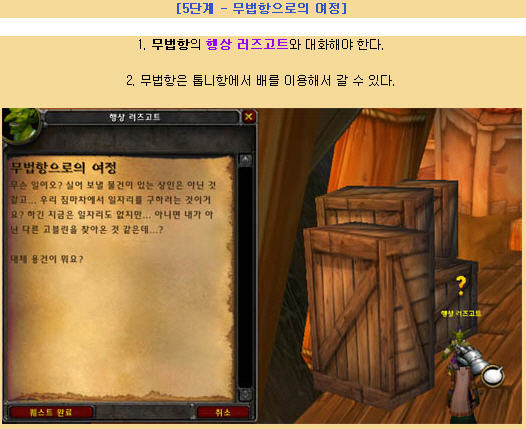 [5단계 - 무법항으로의 여정]
1. 무법항의 행상 러즈고트와 대화해야 한다.
2. 무법항은 톱니항에서 배를 이용해서 갈 수 있다.
행상 러즈고트
무법항으로의 여정
무슨 일이오? 실어 보낼 물건이 있는 상인은 아닌 것
같고... 우리 짐마차에서 일자리를 구하려는 것이거
요? 하긴 지금은 일자리도 없지만... 아니면 내가 아
닌 다른 고블린을 찾아온 것 같은데...?
대체 용건이 뭐요?
?
행상 러즈고트
퀘스트 완료
취소